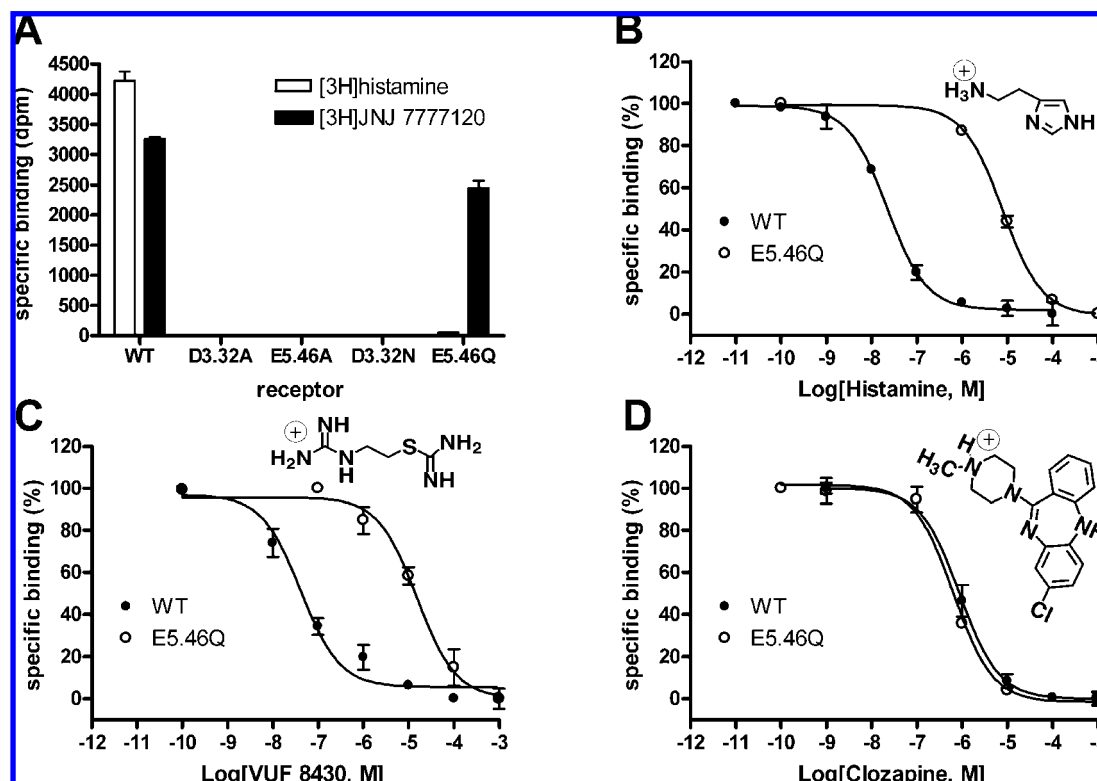 A
specific binding (dpm)
4500
4000
3500
3000
2500
2000
1500
1000
500
0
[3H]histamine
[3H]JNJ 7777120
WT D3.32A E5.46A D3.32N E5.46Q
receptor
B
specific binding (%)
120
100
80
60
40
20
0
H3N
N
NH
WT
E5.46Q
-12 -11 -10 -9 -8 -7 -6 -5 -4 -3
Log[Histamine, M]
C
specific binding (%)
120
100
80
60
40
20
0
+
NH
H2N
N
H
S
NH2
NH
WT
E5.46Q
-12 -11 -10 -9 -8 -7 -6 -5 -4 -3
Log[VUF 8430, M]
D
specific binding (%)
120
100
80
60
40
20
0
H
+
H3C
N
N
N
Cl
WT
E5.46Q
-12 -11 -10 -9 -8 -7 -6 -5 -4
Log[Clozapine, M]